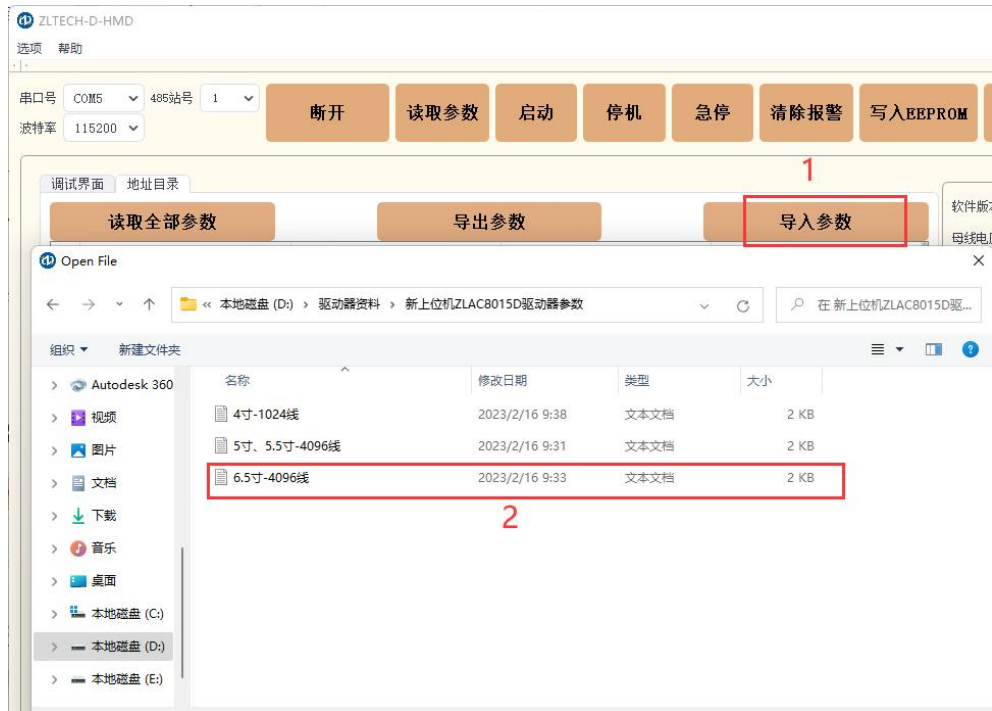 ZLTECH-D-HMD
选项 帮助
串口号 COM5 485站号 1
波特率 115200
断开 读取参数 启动 停机 急停 清除报警 写入EEPROM
1
调试界面 地址目录
读取全部参数 导出参数 导入参数
软件版本
母线电
Open File
« 本地磁盘 (D:) › 驱动器资料 › 新上位机ZLAC8015D驱动器参数
在 新上位机ZLAC8015D驱...
组织 新建文件夹
名称 修改日期 类型 大小
Autodesk 360
视频
图片
文档
下载
音乐
桌面
本地磁盘 (C:)
本地磁盘 (D:)
本地磁盘 (E:)
4寸-1024线 2023/2/16 9:38 文本文档 2 KB
5寸、5.5寸-4096线 2023/2/16 9:31 文本文档 2 KB
6.5寸-4096线 2023/2/16 9:33 文本文档 2 KB
2